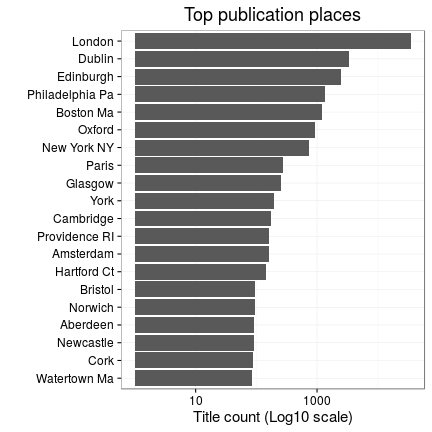 Top publication places
London
Dublin
Edinburgh
Philadelphia Pa
Boston Ma
Oxford
New York NY
Paris
Glasgow
York
Cambridge
Providence RI
Amsterdam
Hartford Ct
Bristol
Norwich
Aberdeen
Newcastle
Cork
Watertown Ma
10 1000
Title count (Log10 scale)